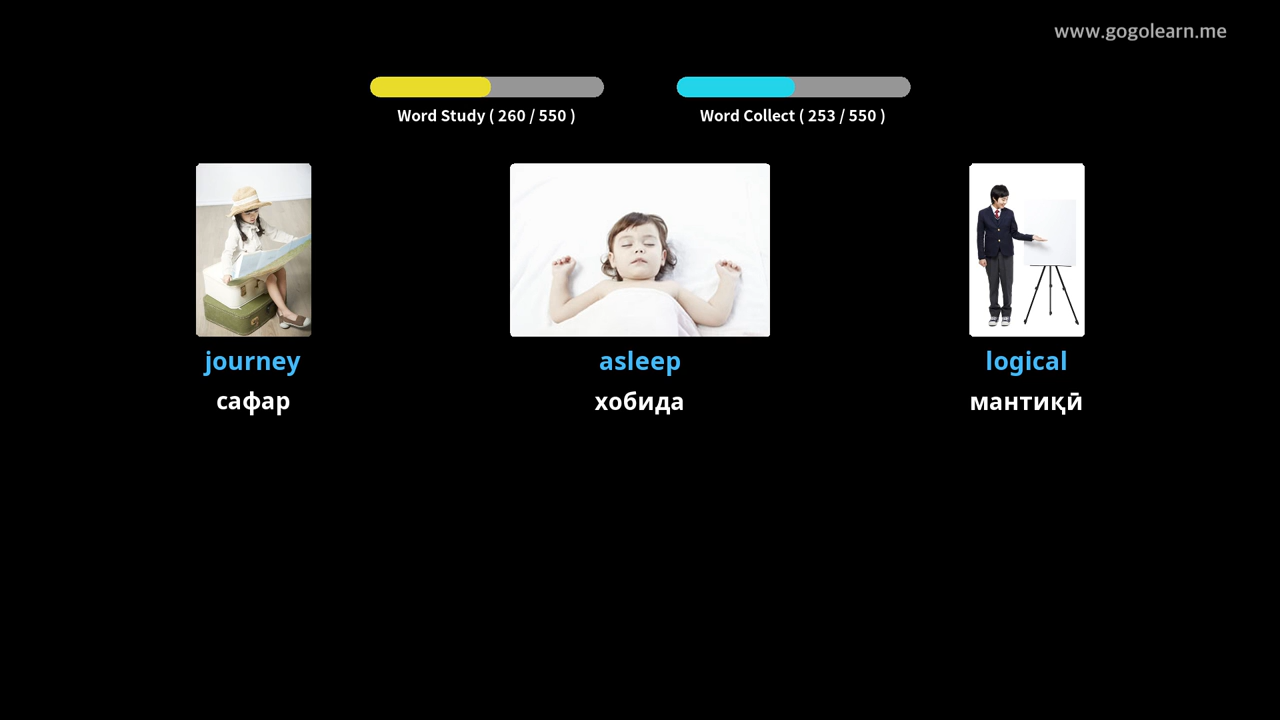 www.gogolearn.me
Word Study ( 260 / 550 )
Word Collect ( 253 / 550 )
journey
asleep
logical
сафар
хобида
мантиқӣ